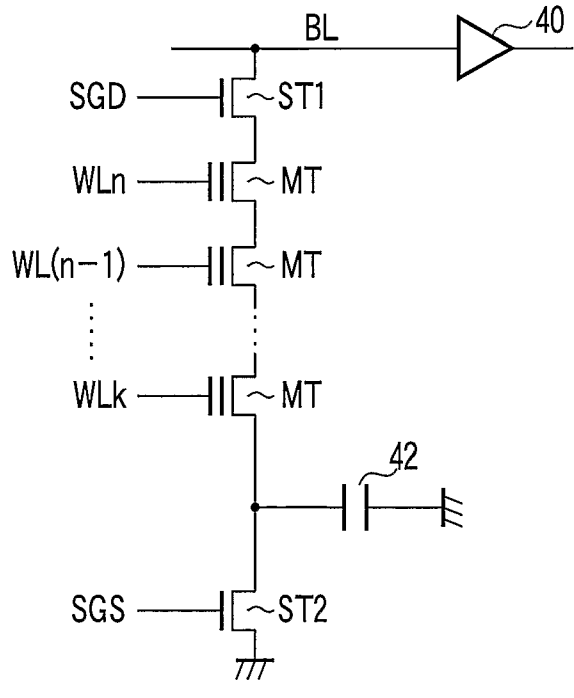 BL
40
SGD
ST1
WLn
MT
WL(n-1)
MT
WLk
MT
42
SGS
ST2